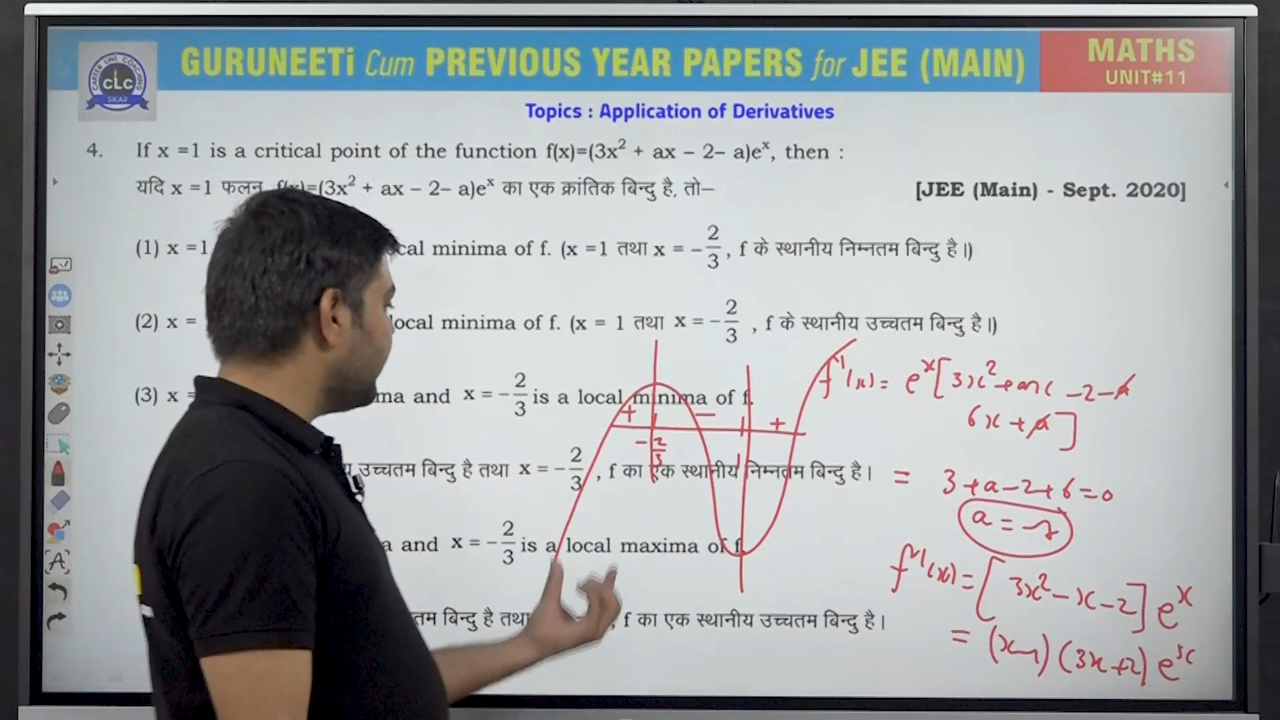 CLC
SIKAR
GURUNEETi Cum PREVIOUS YEAR PAPERS for JEE (MAIN)
MATHS
UNIT#11
Topics : Application of Derivatives
4. If x =1 is a critical point of the function f(x)=(3x² + ax – 2– a)eˣ, then :
यदि x =1 फलन f(x)=(3x² + ax – 2– a)eˣ का एक क्रांतिक बिन्दु है, तो–
[JEE (Main) - Sept. 2020]
(1) x =1 local minima of f. (x =1 तथा x = –2/3, f के स्थानीय निम्नतम बिन्दु है।)
(2) x = local minima of f. (x = 1 तथा x = –2/3 , f के स्थानीय उच्चतम बिन्दु है।)
(3) x = and x = –2/3 is a local minima of f.
उच्चतम बिन्दु है तथा x = –2/3 , f का एक स्थानीय निम्नतम बिन्दु है।
and x = –2/3 is a local maxima of f
बिन्दु है तथा , f का एक स्थानीय उच्चतम बिन्दु है।
+ – +
–2/3 1
f'(x) = eˣ[3x² + ax – 2 – a
6x + a]
= 3 + a – 2 + 6 = 0
a = –7
f'(x) = [3x² – x – 2] eˣ
= (x–1) (3x+2) eˣ
A